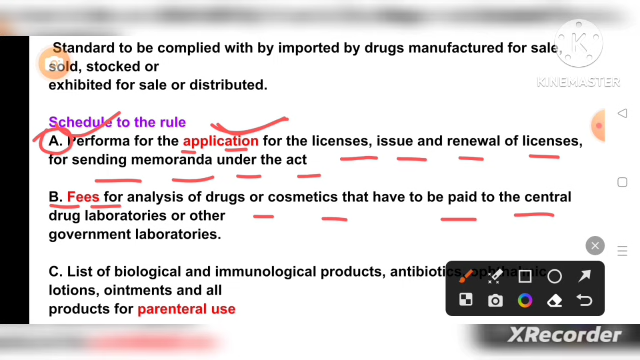 Standard to be complied with by imported by drugs manufactured for sale,
sold, stocked or
exhibited for sale or distributed.
KINEMASTER
Schedule to the rule
A. Performa for the application for the licenses, issue and renewal of licenses,
for sending memoranda under the act
B. Fees for analysis of drugs or cosmetics that have to be paid to the central
drug laboratories or other
government laboratories.
C. List of biological and immunological products, antibiotics, ophthalmic
lotions, ointments and all
products for parenteral use
XRecorder